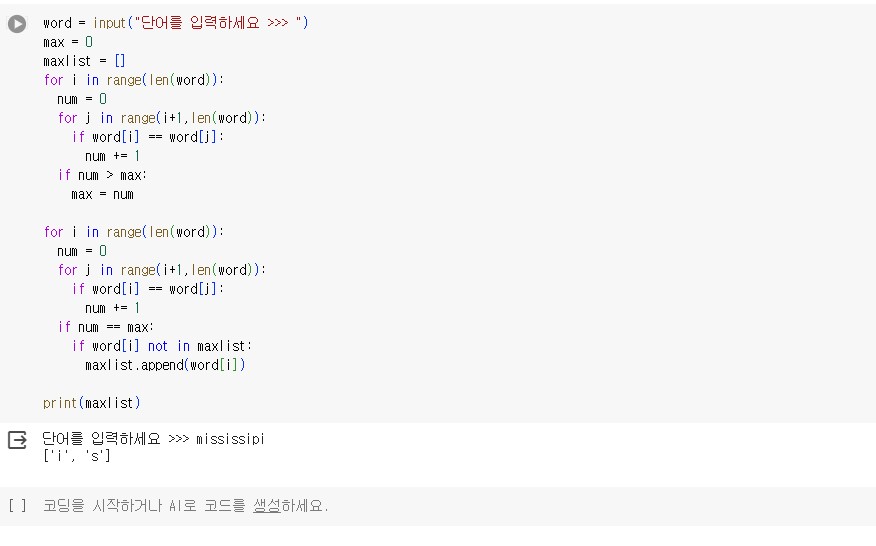 word = input("단어를 입력하세요 >>> ")
max = 0
maxlist = []
for i in range(len(word)):
  num = 0
  for j in range(i+1,len(word)):
    if word[i] == word[j]:
      num += 1
  if num > max:
    max = num
for i in range(len(word)):
  num = 0
  for j in range(i+1,len(word)):
    if word[i] == word[j]:
      num += 1
  if num == max:
    if word[i] not in maxlist:
      maxlist.append(word[i])
print(maxlist)
단어를 입력하세요 >>> mississipi
['i', 's']
[ ] 코딩을 시작하거나 AI로 코드를 생성하세요.